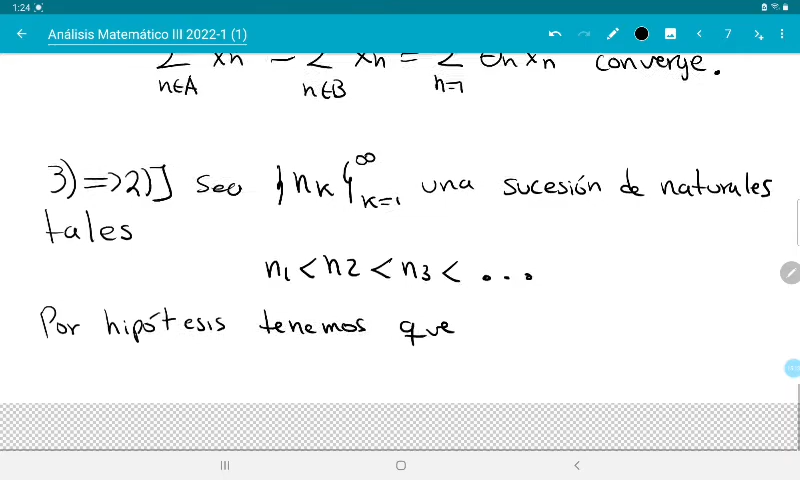 1:24
Análisis Matemático III 2022-1 (1)
7
∑ n∈A xn − ∑ n∈B xn = ∑ n=1 θn xn converge.
3) => 2)] Sea {nk}∞k=1 una sucesión de naturales
tales
n1 < n2 < n3 < ...
Por hipótesis tenemos que